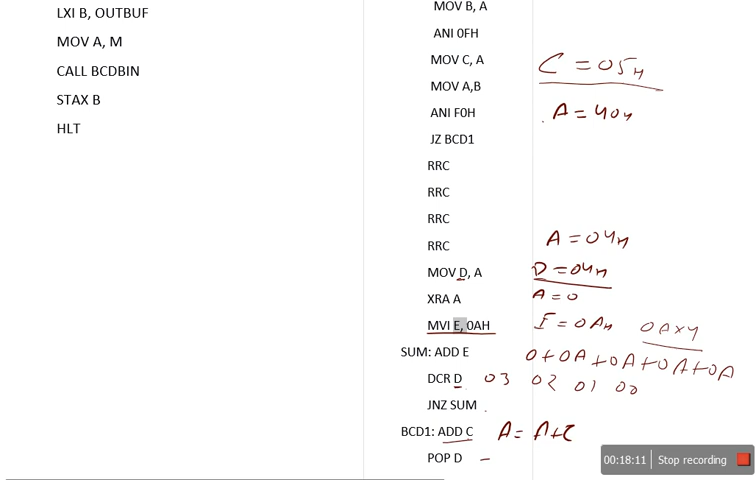 LXI B, OUTBUF
MOV A, M
CALL BCDBIN
STAX B
HLT
MOV B, A
ANI 0FH
MOV C, A
C = 05H
MOV A,B
ANI F0H
A = 40H
JZ BCD1
RRC
RRC
RRC
RRC
A = 04H
MOV D, A
D = 04H
XRA A
A = 0
MVI E, 0AH
E = 0AH
0AX4
SUM: ADD E
0+0A+0A+0A+0A
DCR D
03 02 01 00
JNZ SUM
BCD1: ADD C
A = A+C
POP D
00:18:11 Stop recording